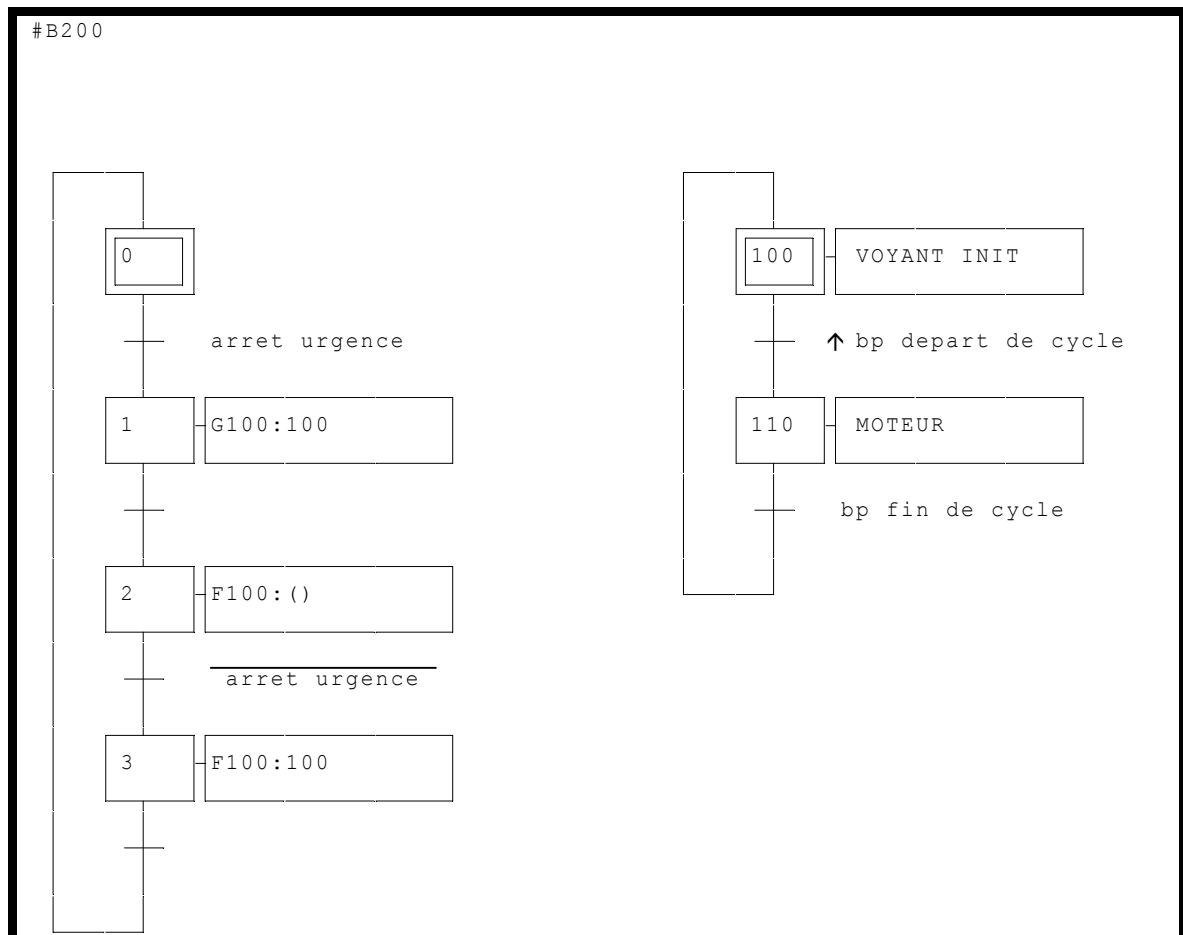 #B200
0
arret urgence
1 G100:100
2 F100:()
arret urgence
3 F100:100
100 VOYANT INIT
↑ bp depart de cycle
110 MOTEUR
bp fin de cycle